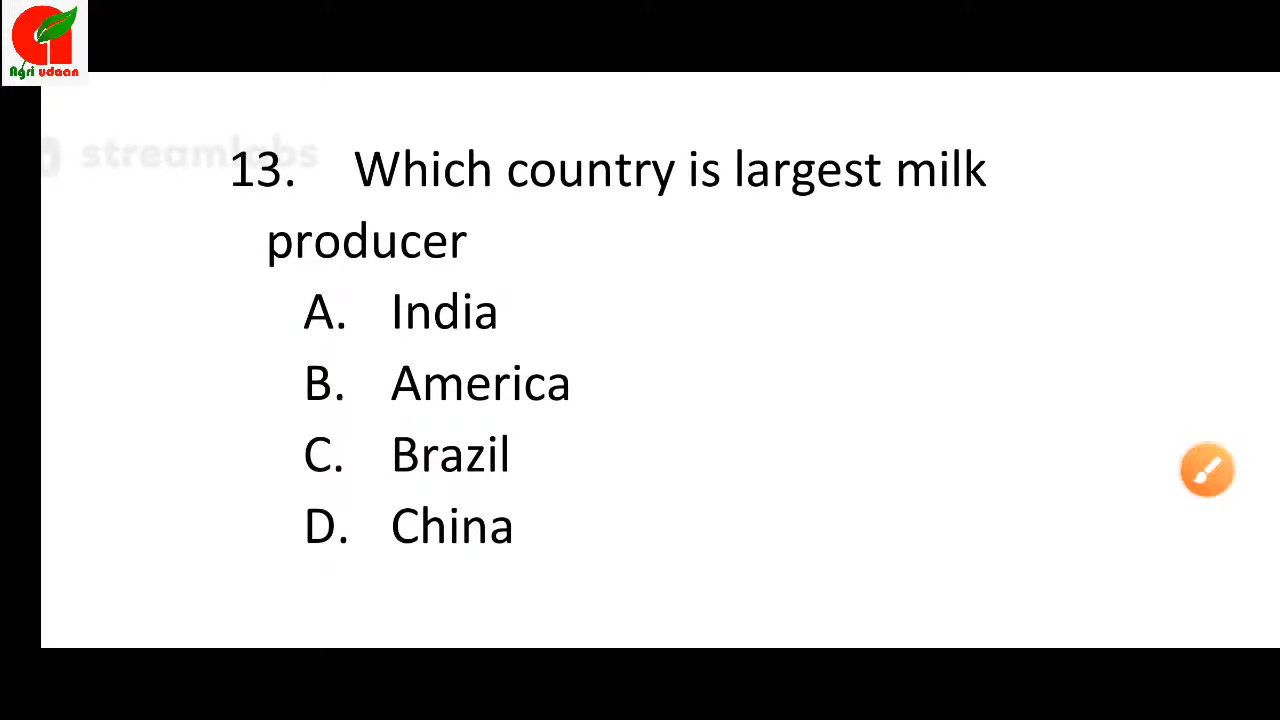 Agri udaan
streamlabs
13. Which country is largest milk
producer
A. India
B. America
C. Brazil
D. China